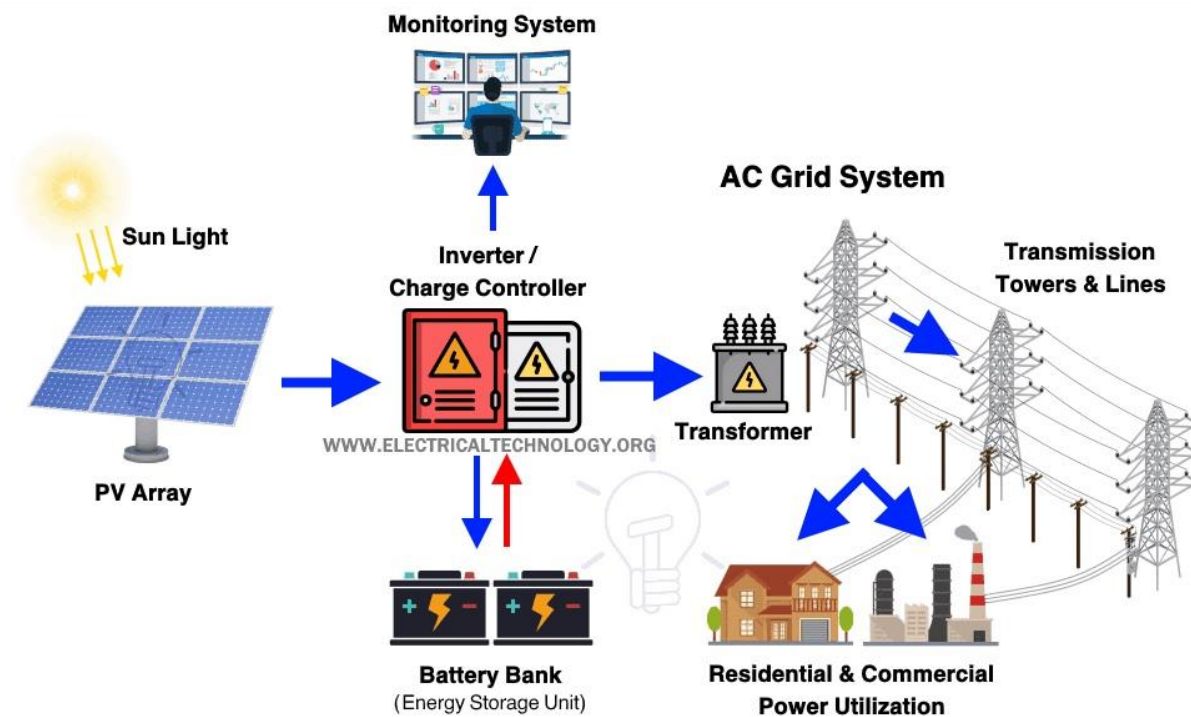 Monitoring System
Sun Light
Inverter /
Charge Controller
AC Grid System
Transmission
Towers & Lines
WWW.ELECTRICALTECHNOLOGY.ORG
Transformer
PV Array
Battery Bank
(Energy Storage Unit)
Residential & Commercial
Power Utilization